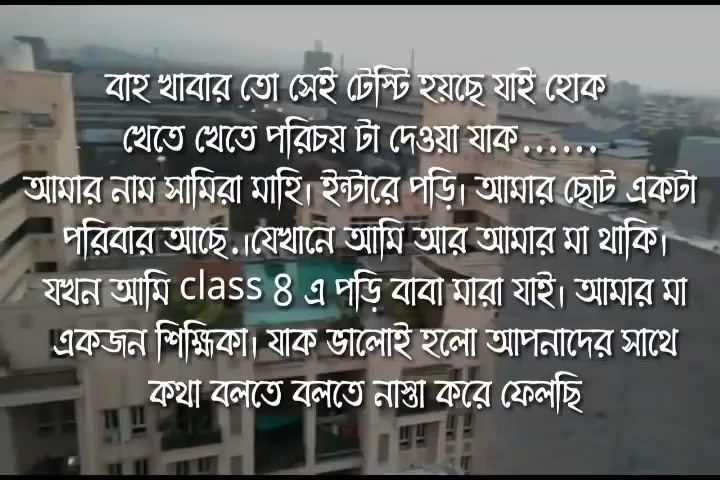 বাহ খাবার তো সেই টেস্টি হয়ছে যাই হোক
খেতে খেতে পরিচয় টা দেওয়া যাক......
আমার নাম সামিরা মাহি। ইন্টারে পড়ি। আমার ছোট একটা
পরিবার আছে.।যেখানে আমি আর আমার মা থাকি।
যখন আমি class 8 এ পড়ি বাবা মারা যাই। আমার মা
একজন শিহ্মিকা। যাক ভালোই হলো আপনাদের সাথে
কথা বলতে বলতে নাস্তা করে ফেলছি